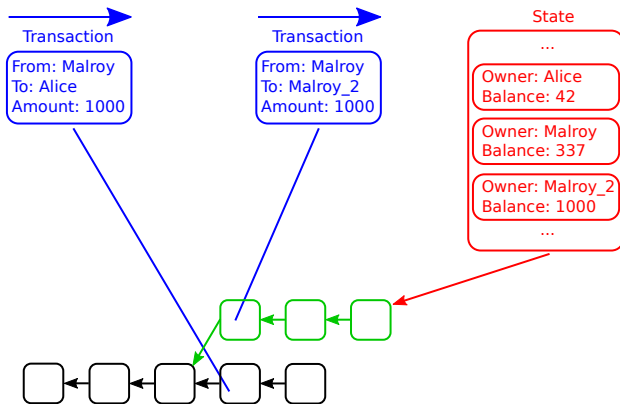 Transaction
From: Malroy
To: Alice
Amount: 1000
Transaction
From: Malroy
To: Malroy_2
Amount: 1000
State
...
Owner: Alice
Balance: 42
Owner: Malroy
Balance: 337
Owner: Malroy_2
Balance: 1000
...